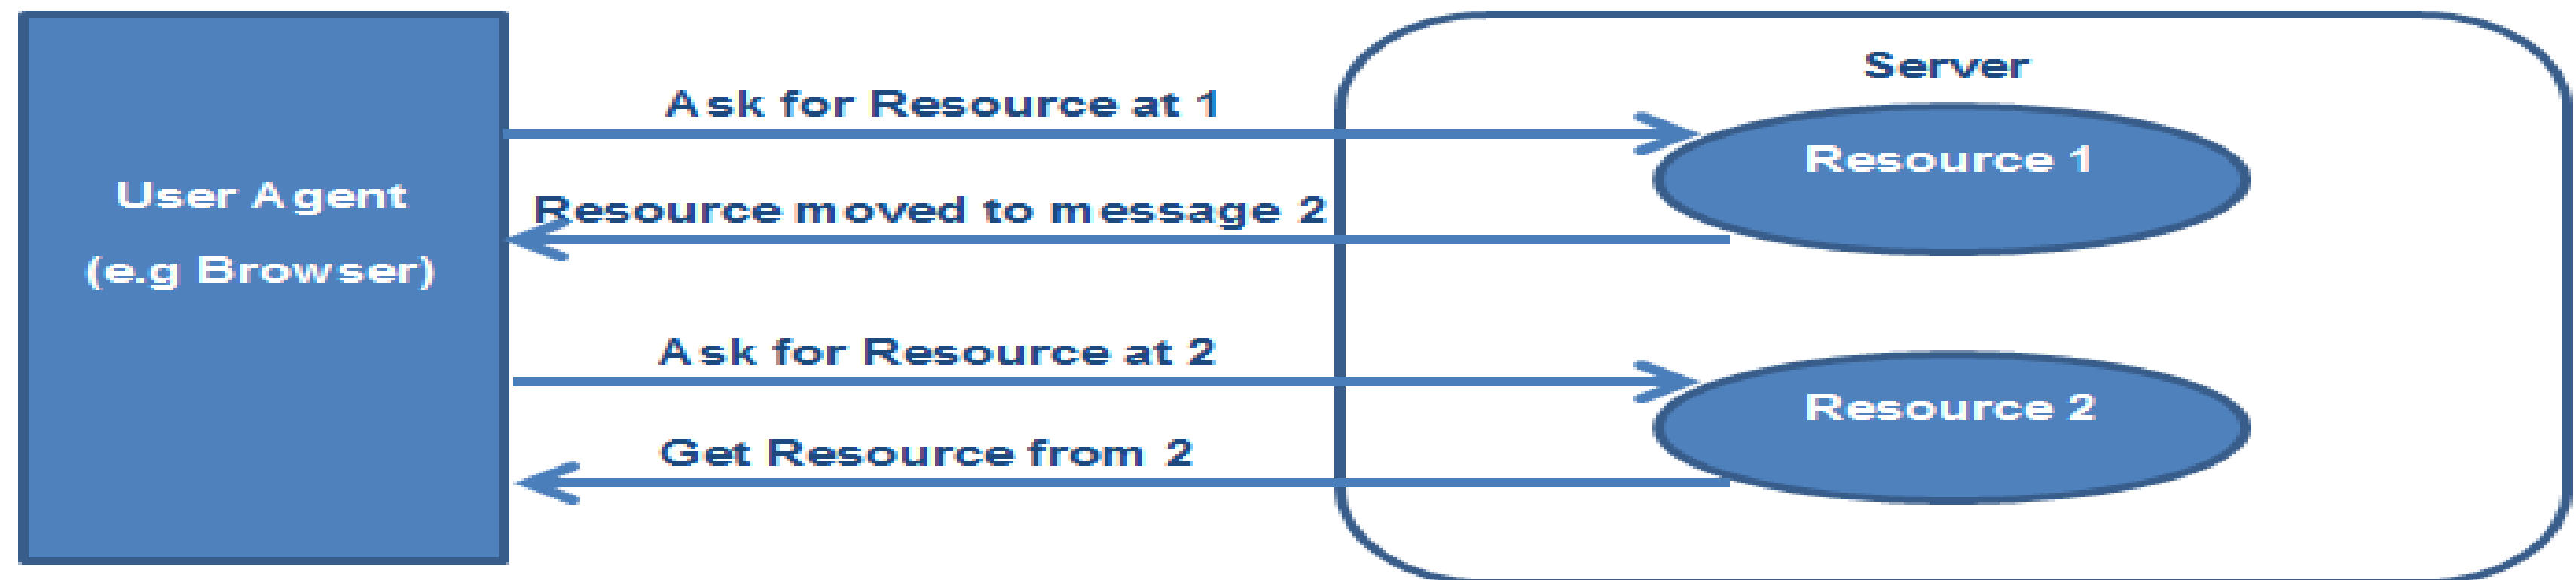 User Agent
(e.g Browser)
Ask for Resource at 1
Resource moved to message 2
Ask for Resource at 2
Get Resource from 2
Server
Resource 1
Resource 2